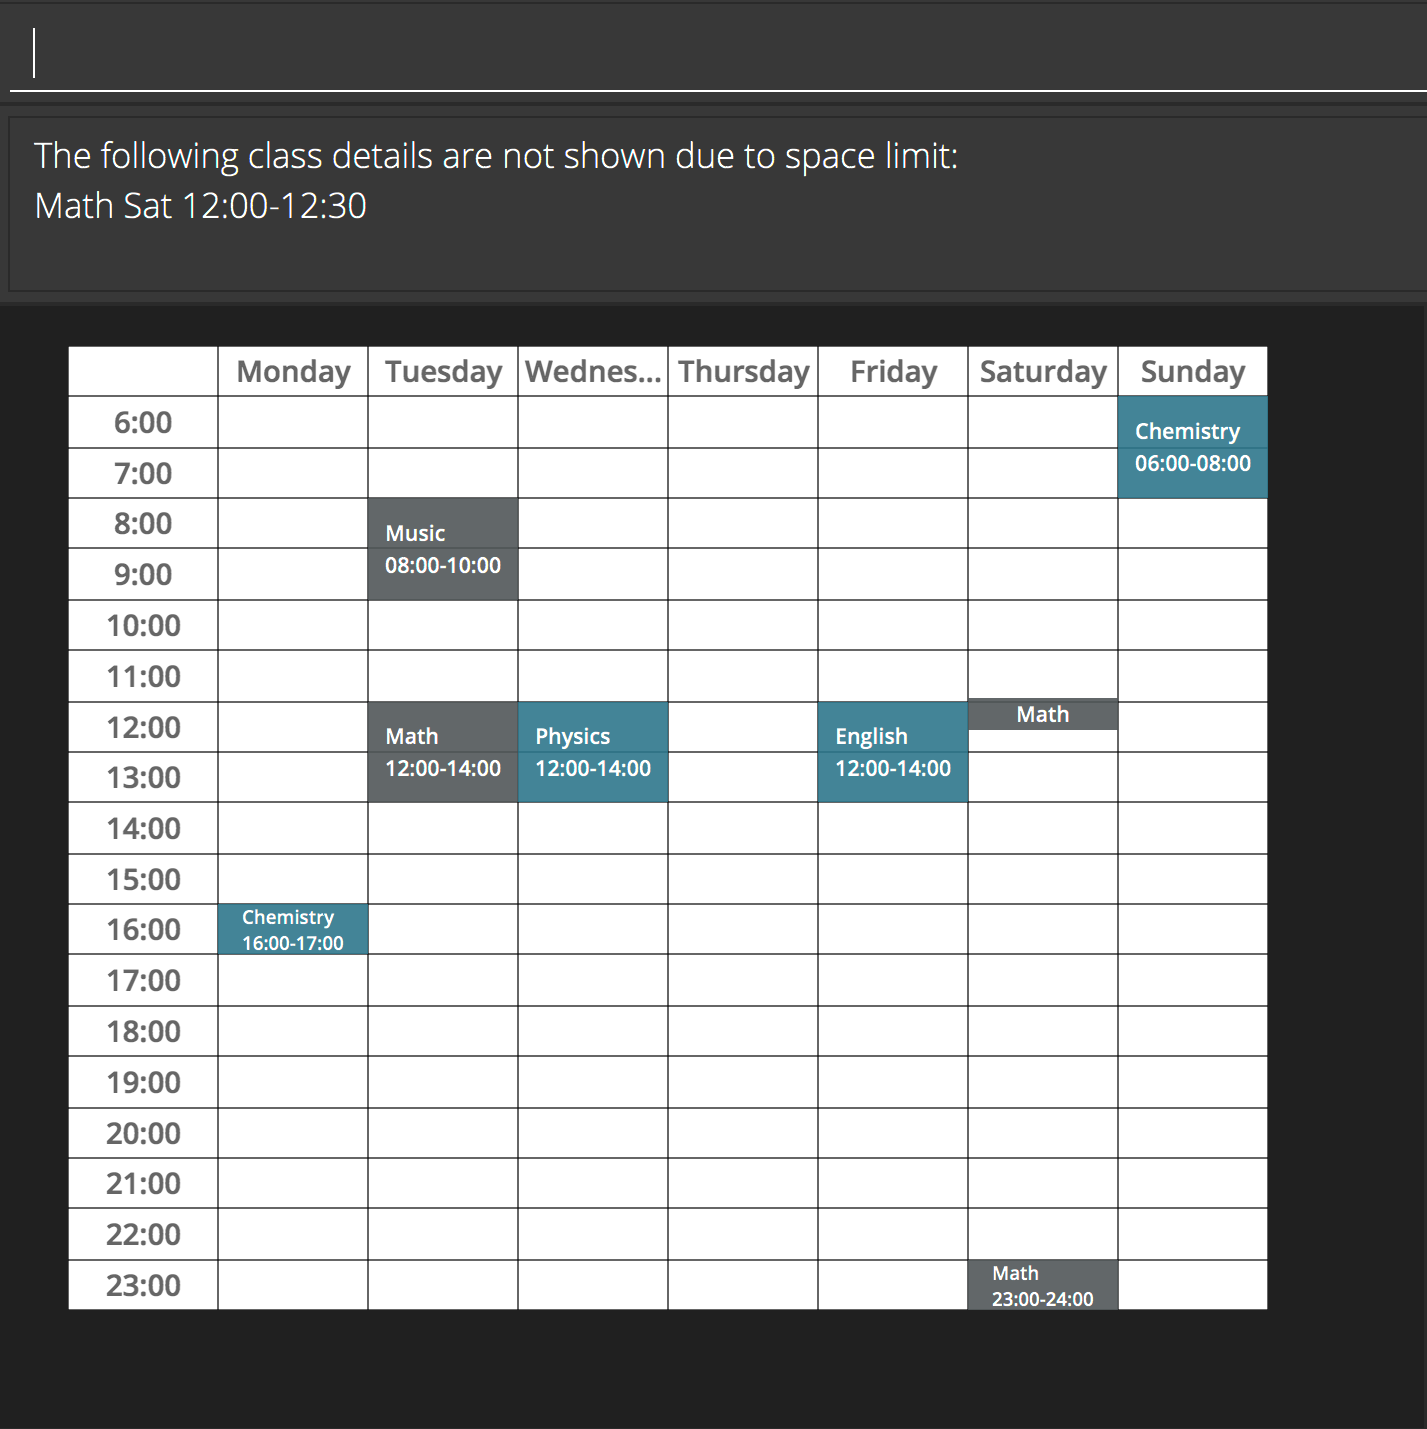 The following class details are not shown due to space limit:
Math Sat 12:00-12:30
Monday Tuesday Wednes... Thursday Friday Saturday Sunday
6:00
Chemistry
06:00-08:00
7:00
8:00
Music
08:00-10:00
9:00
10:00
11:00
12:00
Math
12:00-14:00
Physics
12:00-14:00
English
12:00-14:00
Math
13:00
14:00
15:00
16:00
Chemistry
16:00-17:00
17:00
18:00
19:00
20:00
21:00
22:00
23:00
Math
23:00-24:00